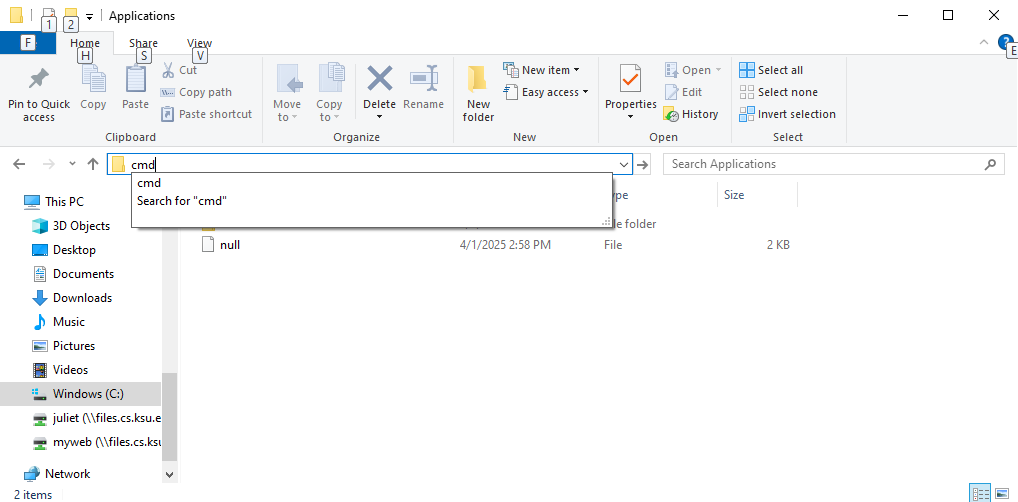 1
2
Applications
F
Home
Share
View
H
S
V
E
Pin to Quick access
Copy
Paste
Cut
Copy path
Paste shortcut
Clipboard
Move to
Copy to
Delete
Rename
Organize
New folder
New item
Easy access
New
Properties
Open
Edit
History
Open
Select all
Select none
Invert selection
Select
cmd
Search Applications
cmd
Search for "cmd"
Size
file folder
null
4/1/2025 2:58 PM
File
2 KB
This PC
3D Objects
Desktop
Documents
Downloads
Music
Pictures
Videos
Windows (C:)
juliet (\\files.cs.ksu.e
myweb (\\files.cs.ksu
Network
2 items